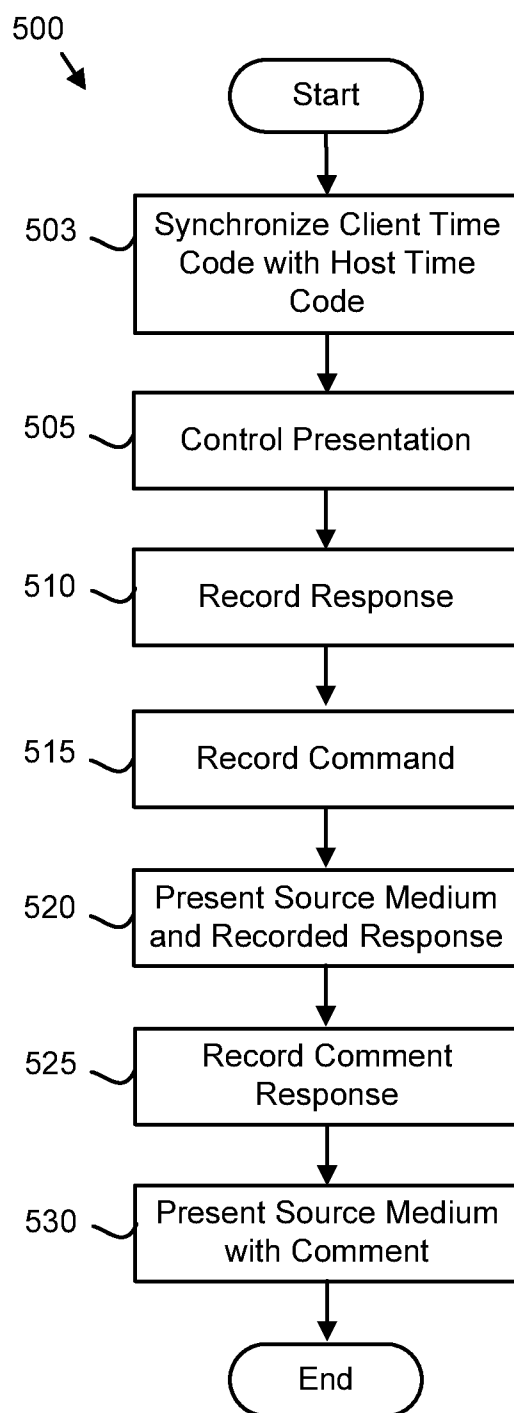 500
Start
503
Synchronize Client Time
Code with Host Time
Code
505
Control Presentation
510
Record Response
515
Record Command
520
Present Source Medium
and Recorded Response
525
Record Comment
Response
530
Present Source Medium
with Comment
End